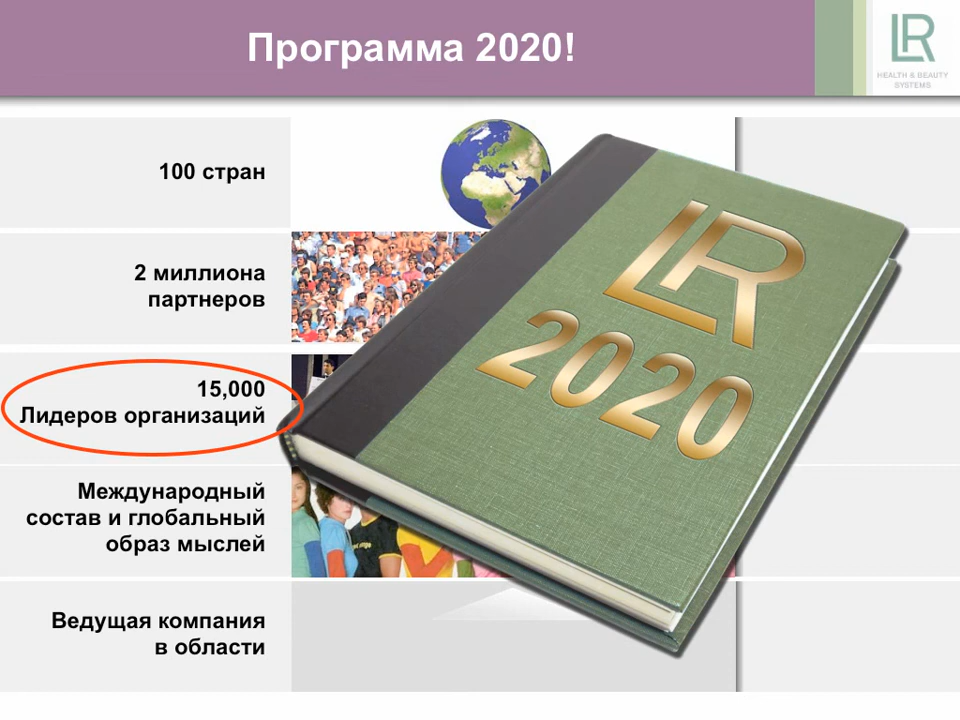 Программа 2020!
LR
HEALTH & BEAUTY
SYSTEMS
100 стран
2 миллиона
партнеров
15,000
Лидеров организаций
Международный
состав и глобальный
образ мыслей
Ведущая компания
в области
LR
2020